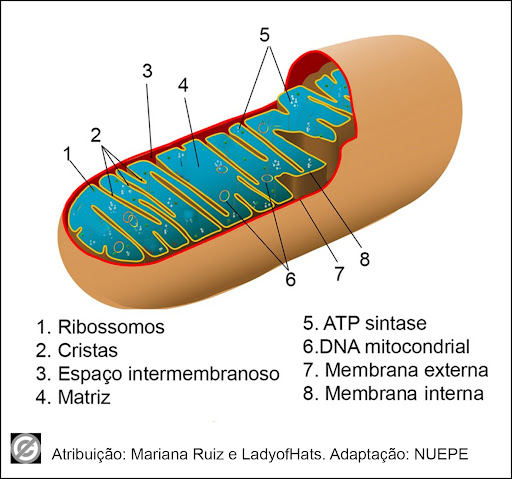 5
3
4
2
1
6
7
8
1. Ribossomos
2. Cristas
3. Espaço intermembranoso
4. Matriz
5. ATP sintase
6.DNA mitocondrial
7. Membrana externa
8. Membrana interna
Atribuição: Mariana Ruiz e LadyofHats. Adaptação: NUEPE